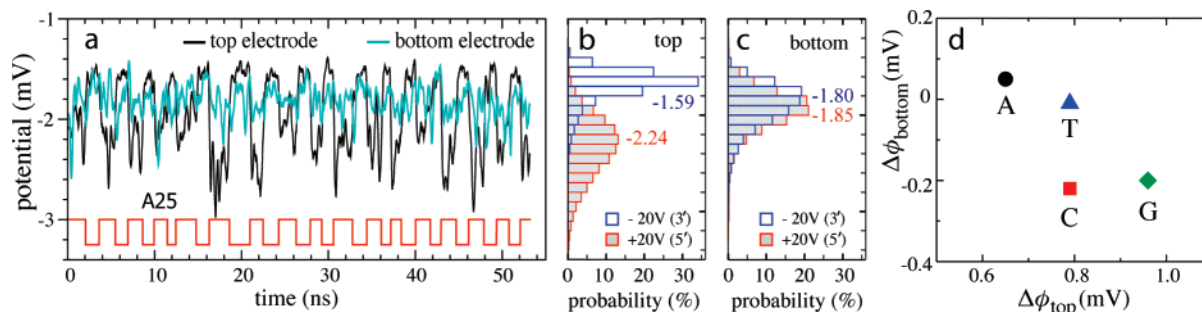 a
top electrode
bottom electrode
A25
potential (mV)
-1
-2
-3
0
10
20
30
40
50
time (ns)
b
top
-1.59
-2.24
- 20V (3′)
+20V (5′)
0
10
20
30
probability (%)
c
bottom
-1.80
-1.85
- 20V (3′)
+20V (5′)
0
10
20
30
probability (%)
d
Δϕbottom(mV)
0.2
0
-0.2
-0.4
A
T
C
G
0.6
0.8
1.0
Δϕtop(mV)